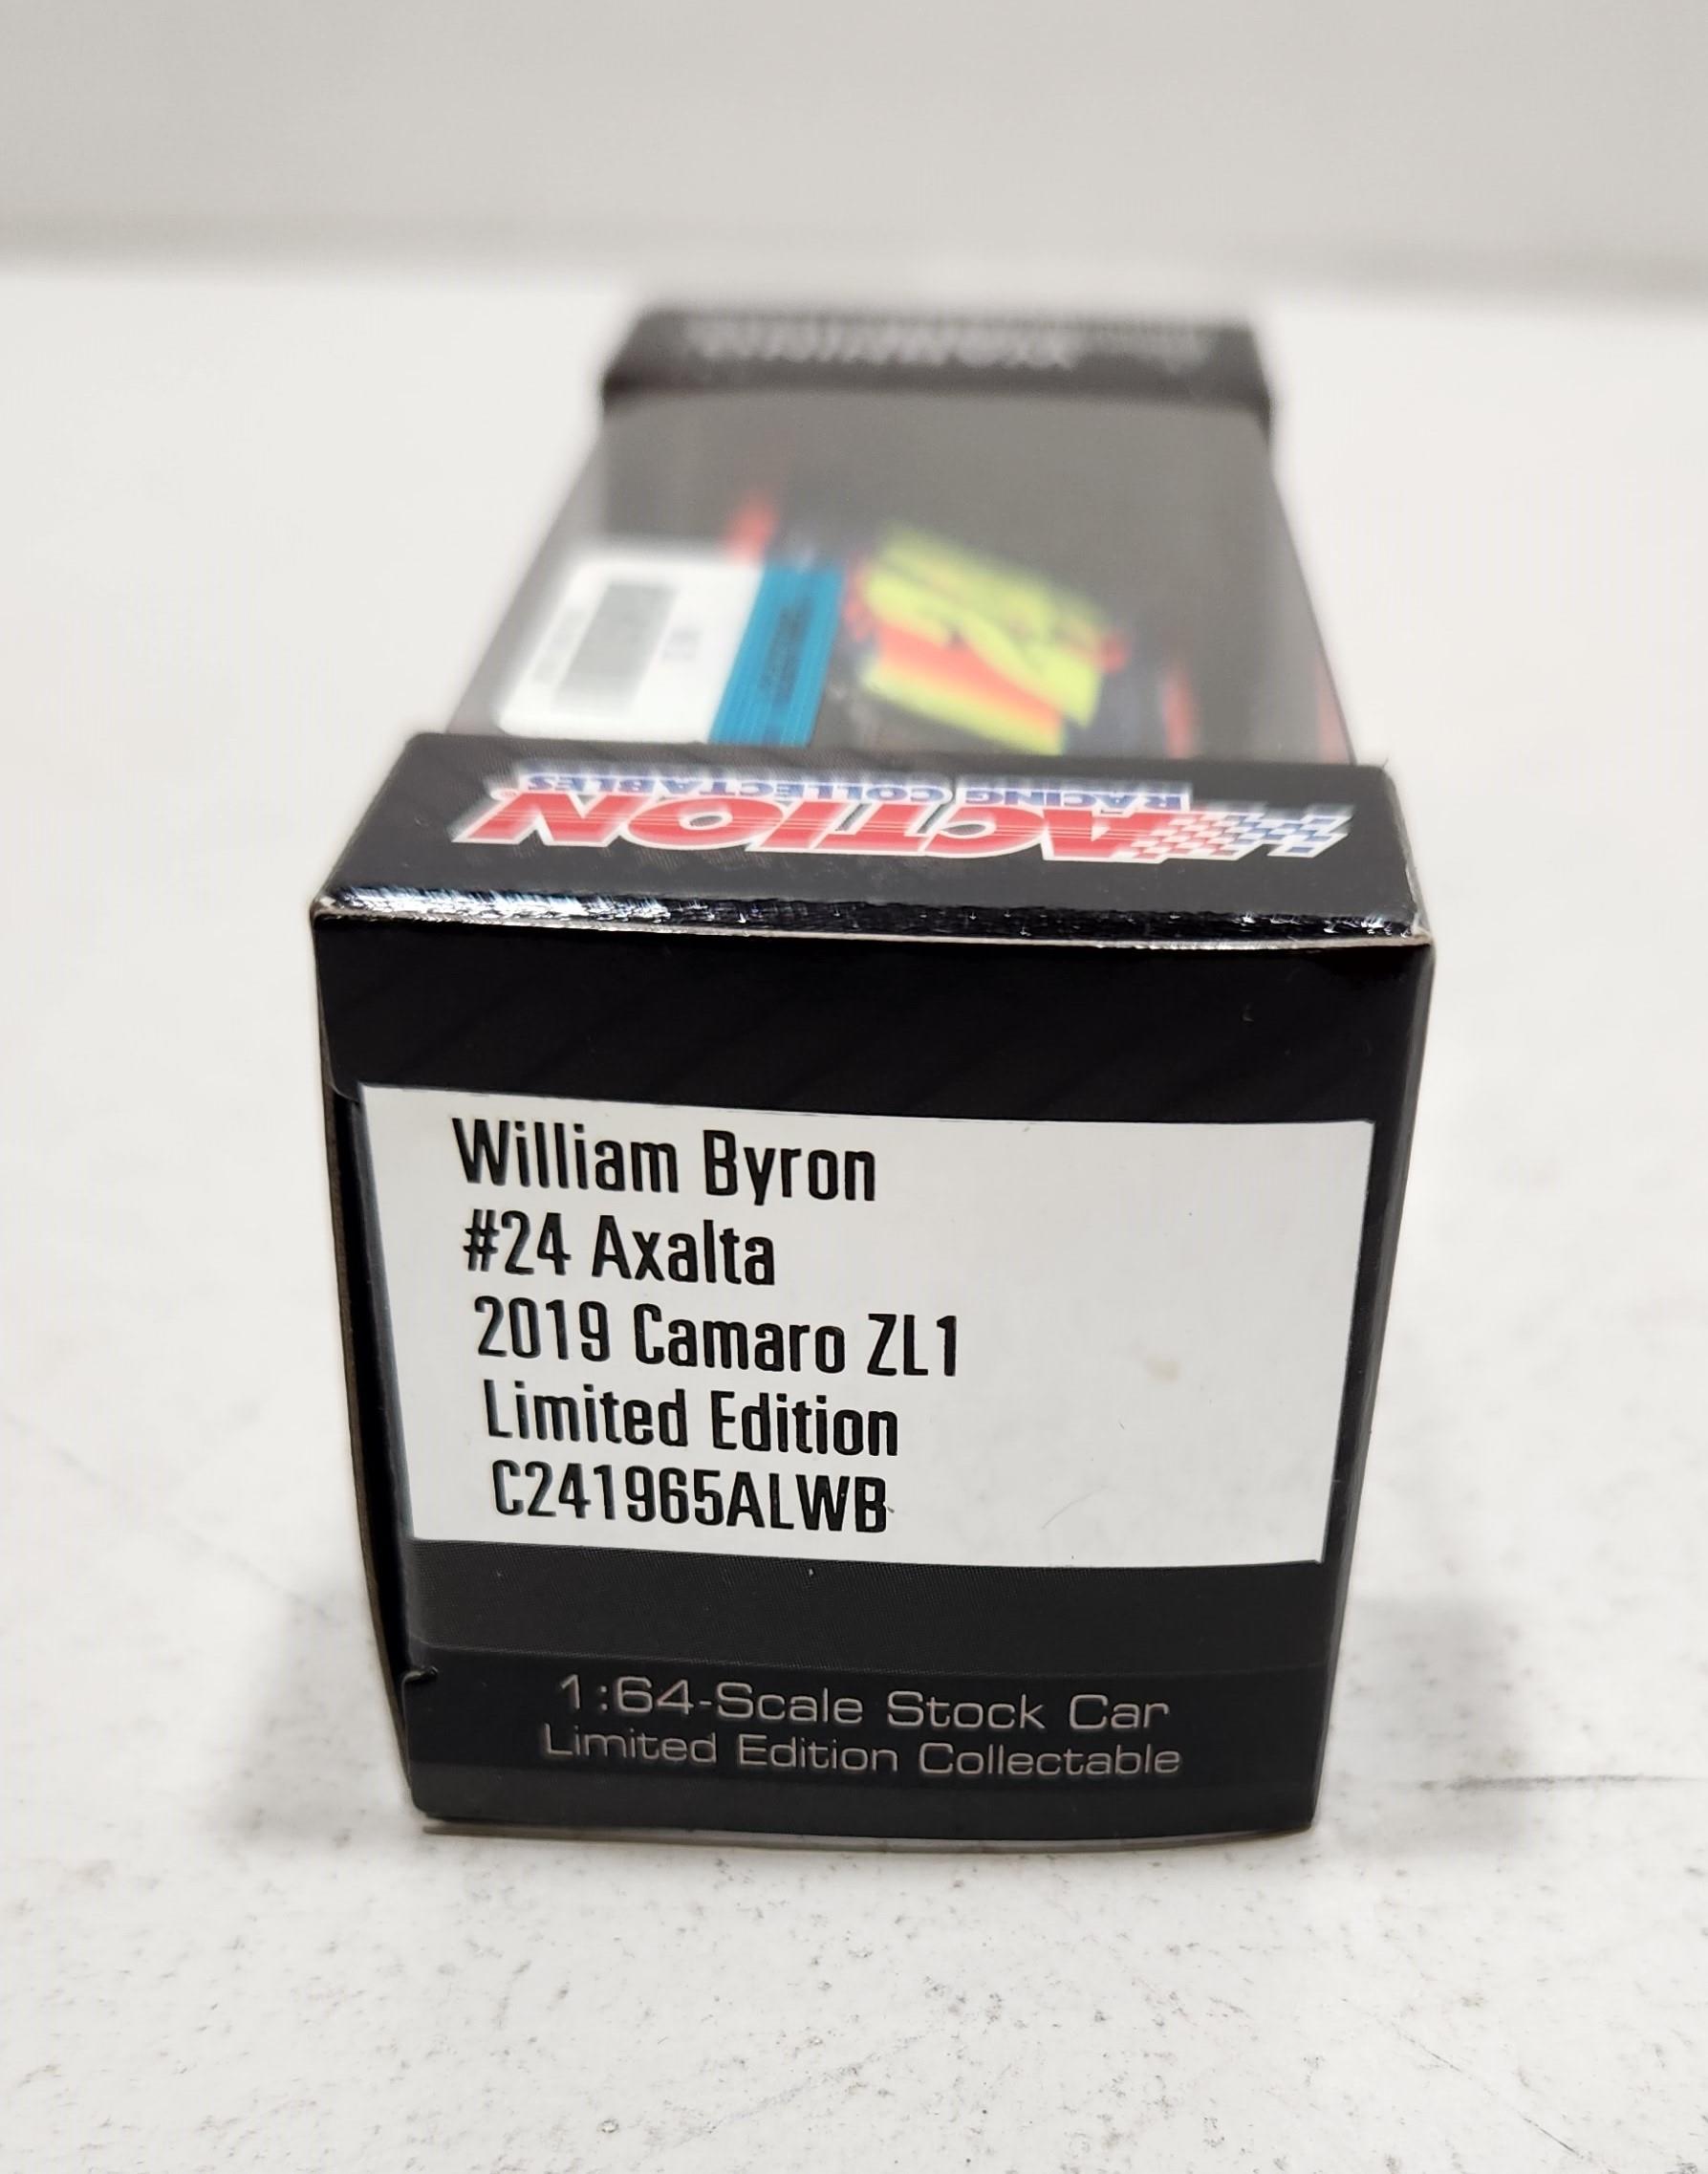 ACTION
RACING COLLECTABLES
William Byron
#24 Axalta
2019 Camaro ZL1
Limited Edition
C241965ALWB
1:64-Scale Stock Car
Limited Edition Collectable